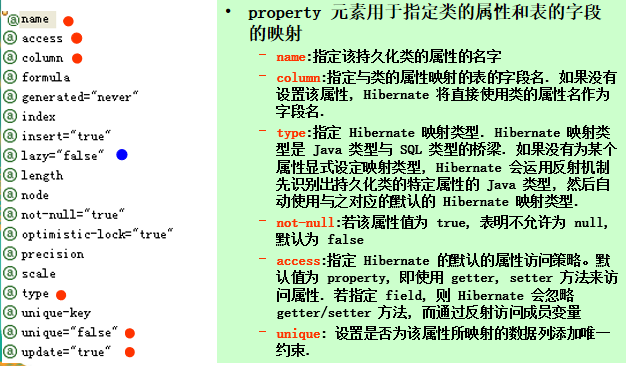 name
access
column
formula
generated="never"
index
insert="true"
lazy="false"
length
node
not-null="true"
optimistic-lock="true"
precision
scale
type
unique-key
unique="false"
update="true"
• property 元素用于指定类的属性和表的字段
的映射
– name:指定该持久化类的属性的名字
– column:指定与类的属性映射的表的字段名. 如果没有
设置该属性, Hibernate 将直接使用类的属性名作为
字段名.
– type:指定 Hibernate 映射类型. Hibernate 映射类
型是 Java 类型与 SQL 类型的桥梁. 如果没有为某个
属性显式设定映射类型, Hibernate 会运用反射机制
先识别出持久化类的特定属性的 Java 类型, 然后自
动使用与之对应的默认的 Hibernate 映射类型.
– not-null:若该属性值为 true, 表明不允许为 null,
默认为 false
– access:指定 Hibernate 的默认的属性访问策略。默
认值为 property, 即使用 getter, setter 方法来访
问属性. 若指定 field, 则 Hibernate 会忽略
getter/setter 方法, 而通过反射访问成员变量
– unique: 设置是否为该属性所映射的数据列添加唯一
约束.